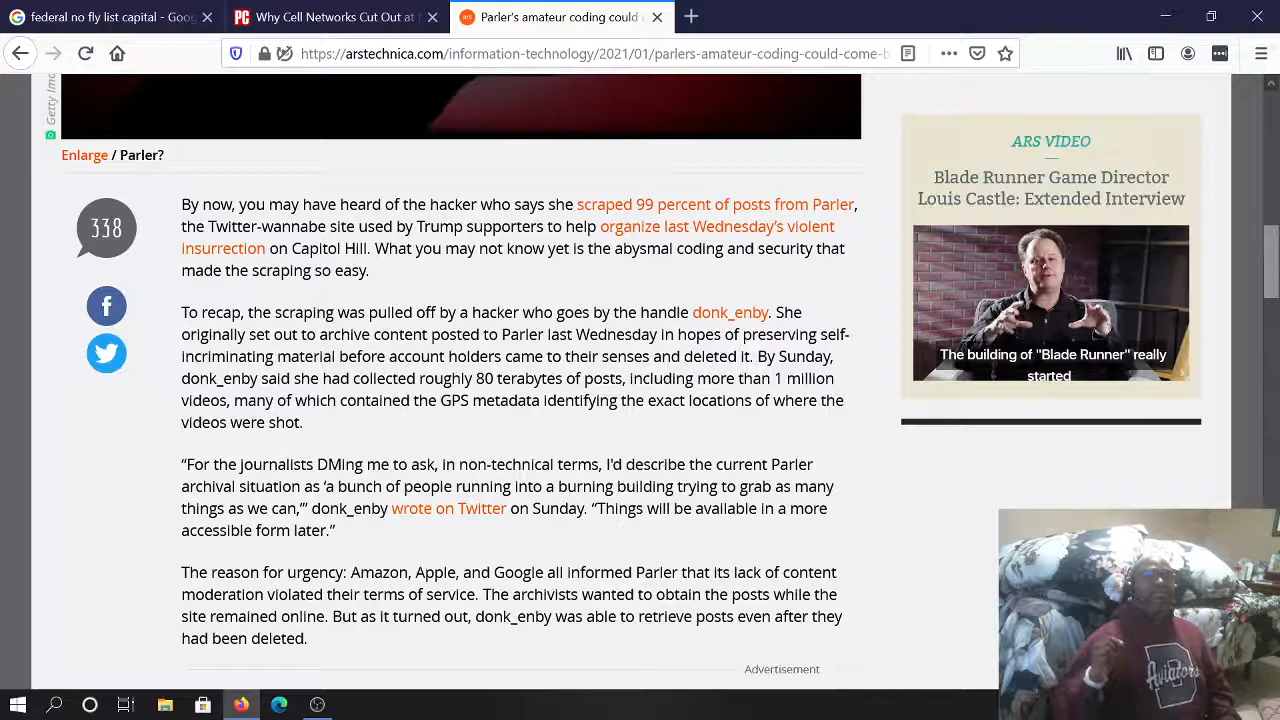 federal no fly list capital - Goog
Why Cell Networks Cut Out at
Parler's amateur coding could
https://arstechnica.com/information-technology/2021/01/parlers-amateur-coding-could-come-b
Getty Ima
Enlarge / Parler?
338
By now, you may have heard of the hacker who says she scraped 99 percent of posts from Parler,
the Twitter-wannabe site used by Trump supporters to help organize last Wednesday's violent
insurrection on Capitol Hill. What you may not know yet is the abysmal coding and security that
made the scraping so easy.
To recap, the scraping was pulled off by a hacker who goes by the handle donk_enby. She
originally set out to archive content posted to Parler last Wednesday in hopes of preserving self-
incriminating material before account holders came to their senses and deleted it. By Sunday,
donk_enby said she had collected roughly 80 terabytes of posts, including more than 1 million
videos, many of which contained the GPS metadata identifying the exact locations of where the
videos were shot.
“For the journalists DMing me to ask, in non-technical terms, I'd describe the current Parler
archival situation as ‘a bunch of people running into a burning building trying to grab as many
things as we can,’” donk_enby wrote on Twitter on Sunday. “Things will be available in a more
accessible form later.”
The reason for urgency: Amazon, Apple, and Google all informed Parler that its lack of content
moderation violated their terms of service. The archivists wanted to obtain the posts while the
site remained online. But as it turned out, donk_enby was able to retrieve posts even after they
had been deleted.
Advertisement
ARS VIDEO
Blade Runner Game Director
Louis Castle: Extended Interview
The building of "Blade Runner" really
started
Aviators